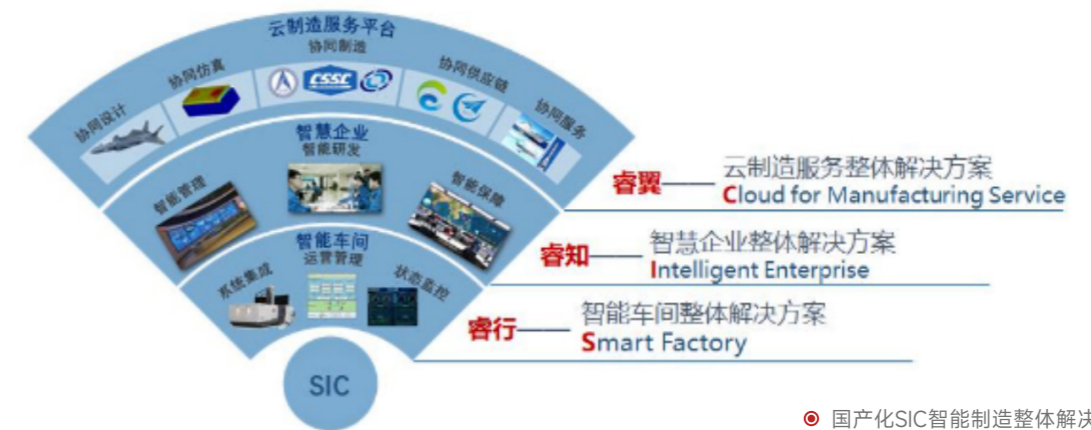 云制造服务平台
协同制造
协同设计
协同仿真
CSSC
协同供应链
协同服务
智慧企业
智能研发
智能管理
智能保障
智能车间
运营管理
系统集成
状态监控
SIC
睿翼
云制造服务整体解决方案
Cloud for Manufacturing Service
睿知
智慧企业整体解决方案
Intelligent Enterprise
睿行
智能车间整体解决方案
Smart Factory
国产化SIC智能制造整体解决